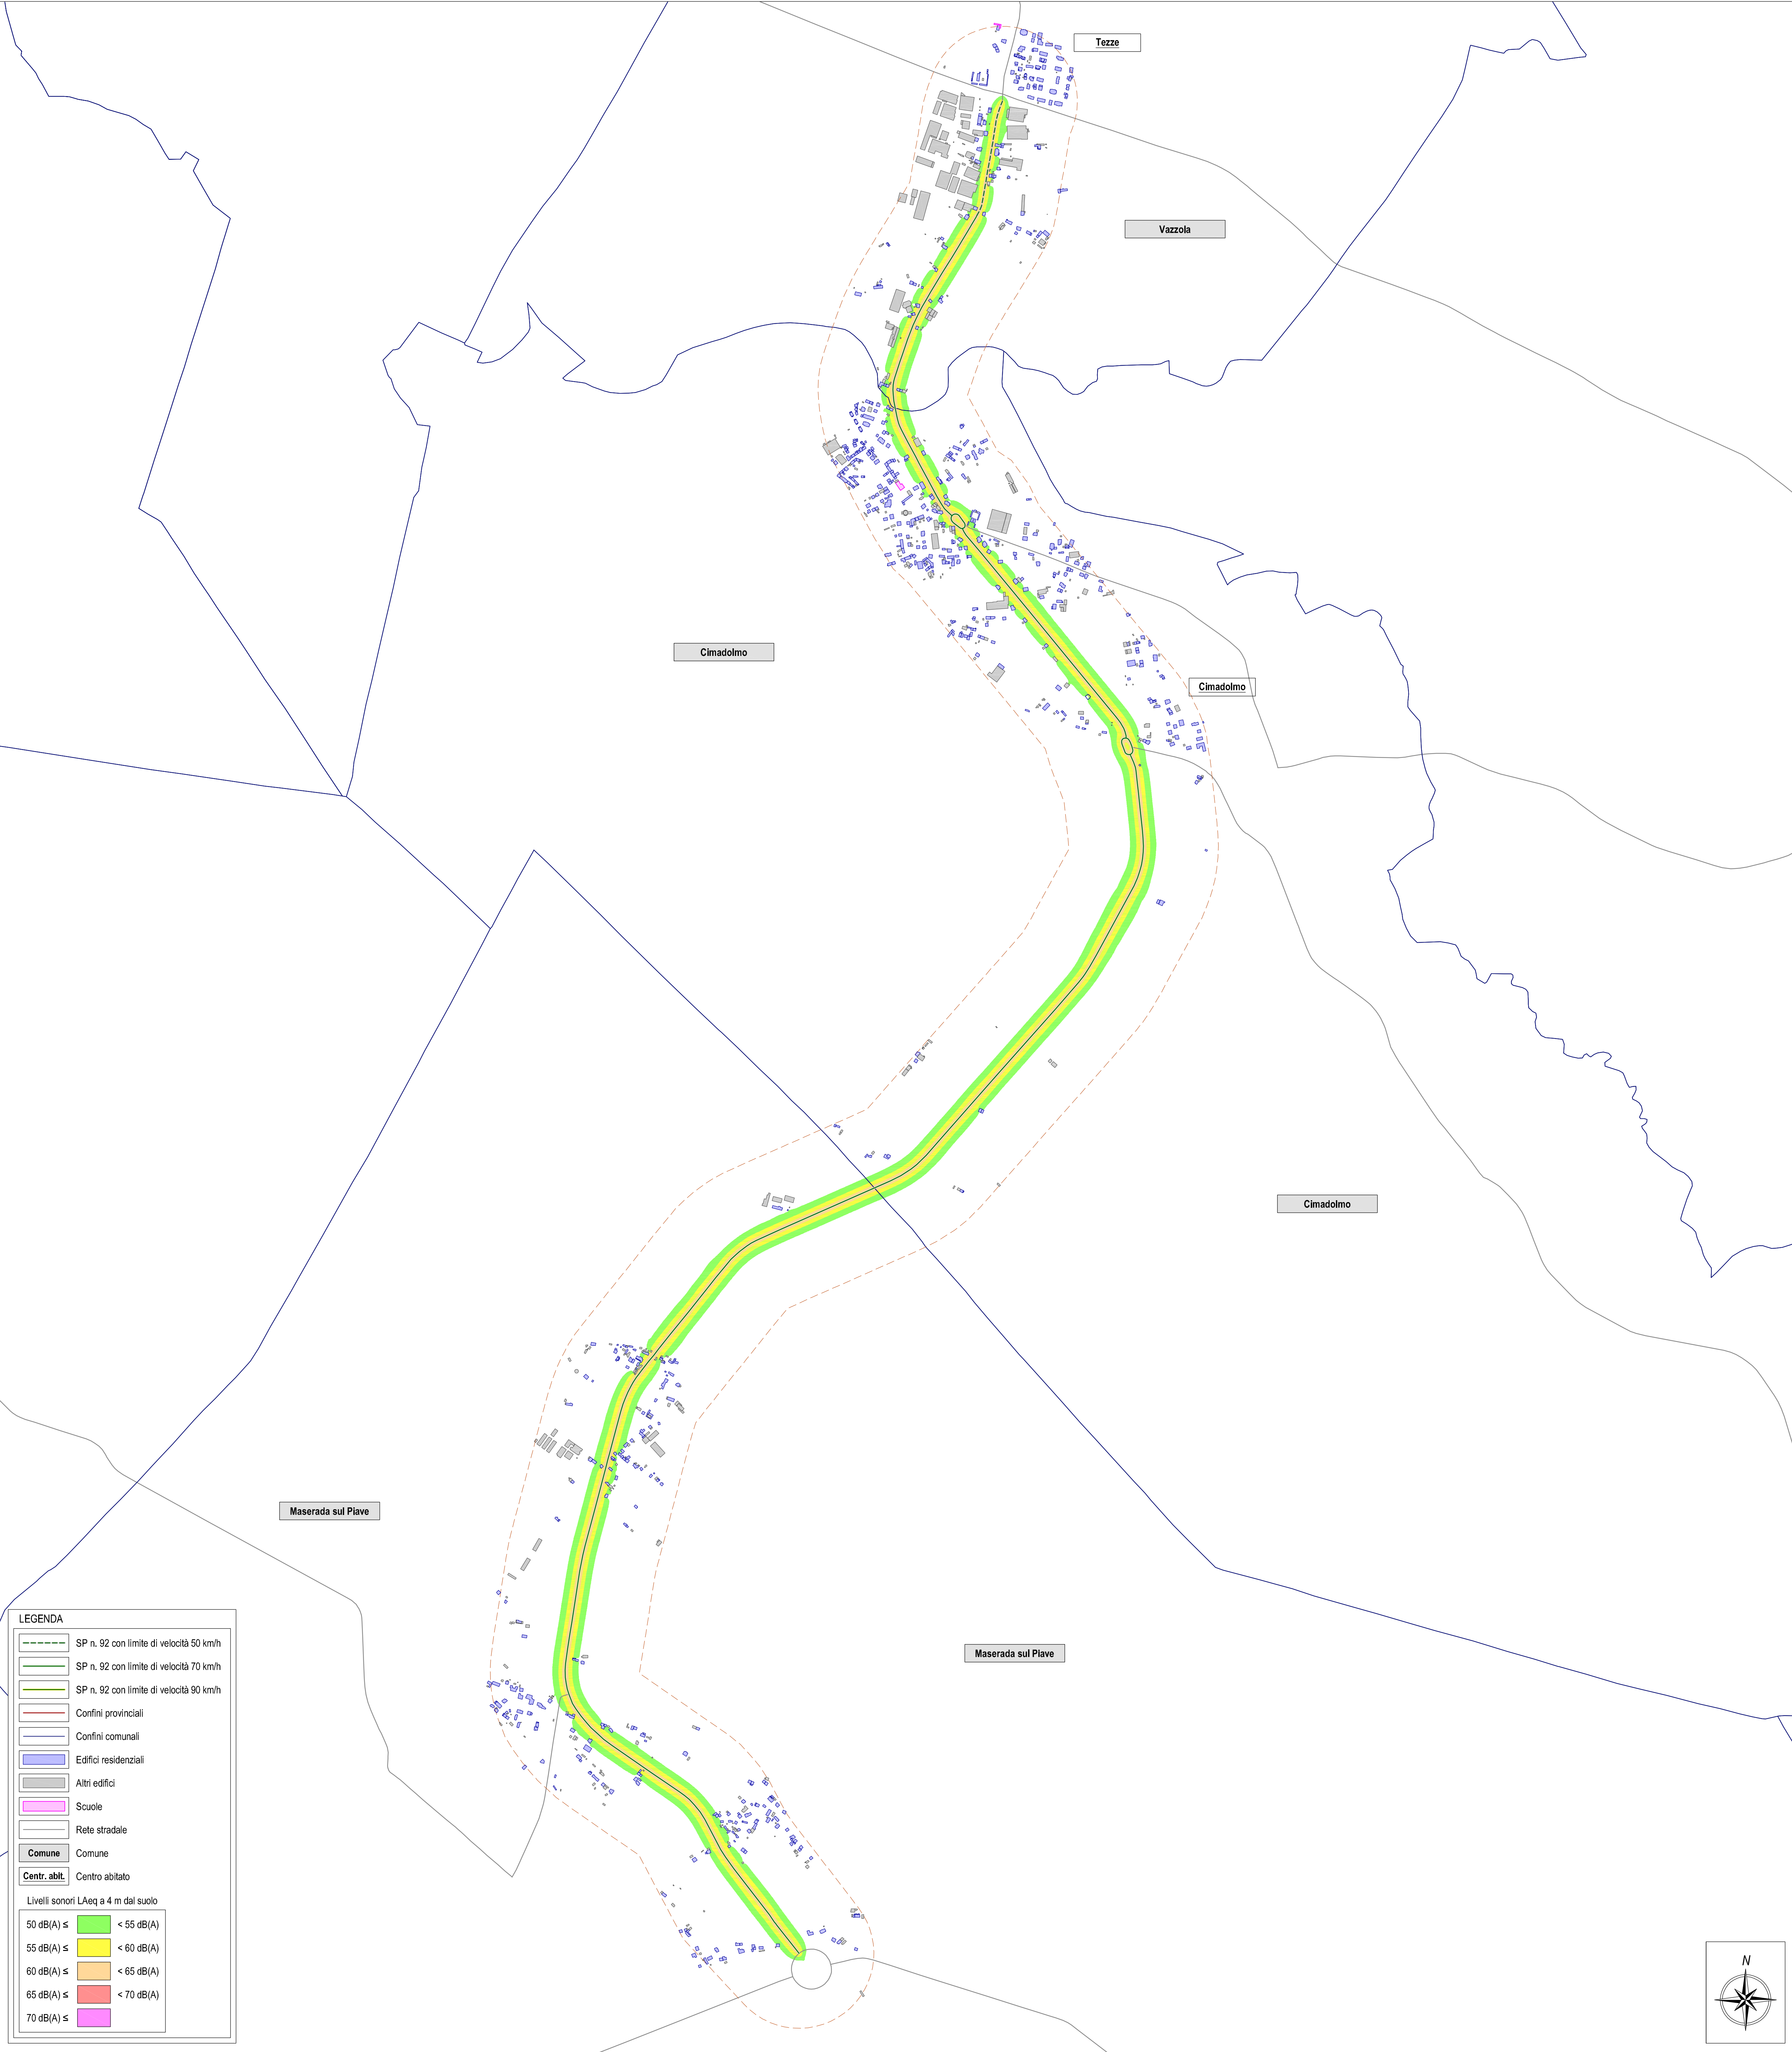 Tezze
Vazzola
Cimadolmo
Cimadolmo
Cimadolmo
Maserada sul Piave
Maserada sul Piave
LEGENDA
SP n. 92 con limite di velocità 50 km/h
SP n. 92 con limite di velocità 70 km/h
SP n. 92 con limite di velocità 90 km/h
Confini provinciali
Confini comunali
Edifici residenziali
Altri edifici
Scuole
Rete stradale
Comune Comune
Centr. abit. Centro abitato
Livelli sonori LAeq a 4 m dal suolo
50 dB(A) ≤ < 55 dB(A)
55 dB(A) ≤ < 60 dB(A)
60 dB(A) ≤ < 65 dB(A)
65 dB(A) ≤ < 70 dB(A)
70 dB(A) ≤
N